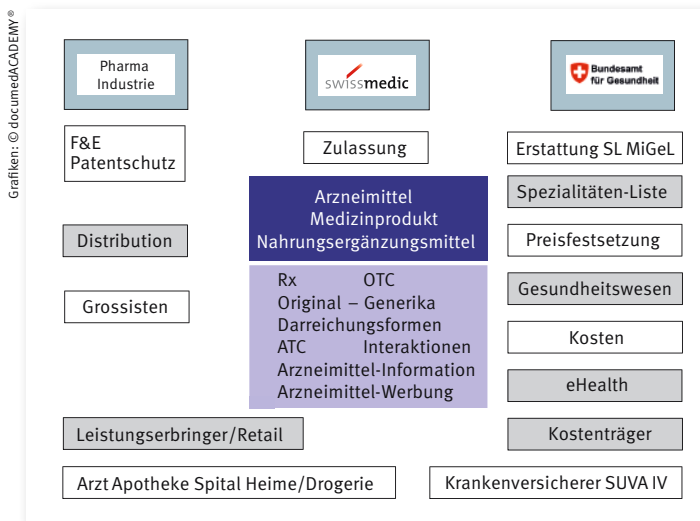 Grafiken: © documedACADEMY ®
Pharma
Industrie
swissmedic
Bundesamt
für Gesundheit
F&E
Patentschutz
Zulassung
Erstattung SL MiGeL
Arzneimittel
Medizinprodukt
Nahrungsergänzungsmittel
Spezialitäten-Liste
Distribution
Preisfestsetzung
Rx OTC
Original – Generika
Darreichungsformen
ATC Interaktionen
Arzneimittel-Information
Arzneimittel-Werbung
Gesundheitswesen
Grossisten
Kosten
eHealth
Leistungserbringer/Retail
Kostenträger
Arzt Apotheke Spital Heime/Drogerie
Krankenversicherer SUVA IV